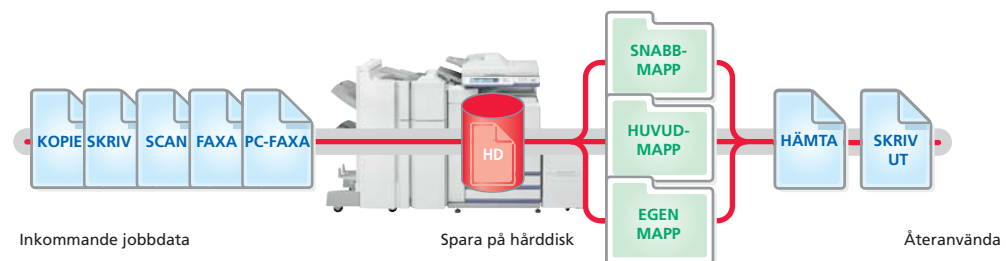 KOPIE
SKRIV
SCAN
FAXA
PC-FAXA
HD
SNABB-
MAPP
HUVUD-
MAPP
EGEN
MAPP
HÄMTA
SKRIV
UT
Inkommande jobbdata
Spara på hårddisk
Återanvända